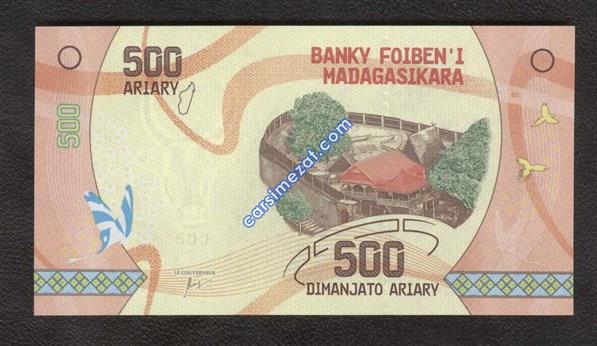 500
ARIARY
BANKY FOIBEN'I
MADAGASIKARA
500
carsimezat.com
LE GOUVERNEUR
500
DIMANJATO ARIARY